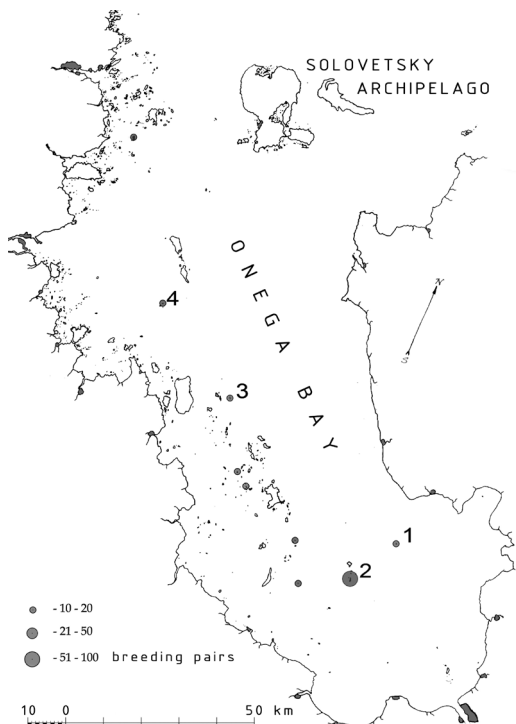 SOLOVETSKY
ARCHIPELAGO
N
S
ONEGA BAY
4
3
1
2
- 10 - 20
- 21 - 50
- 51 - 100 breeding pairs
10 0 50 km